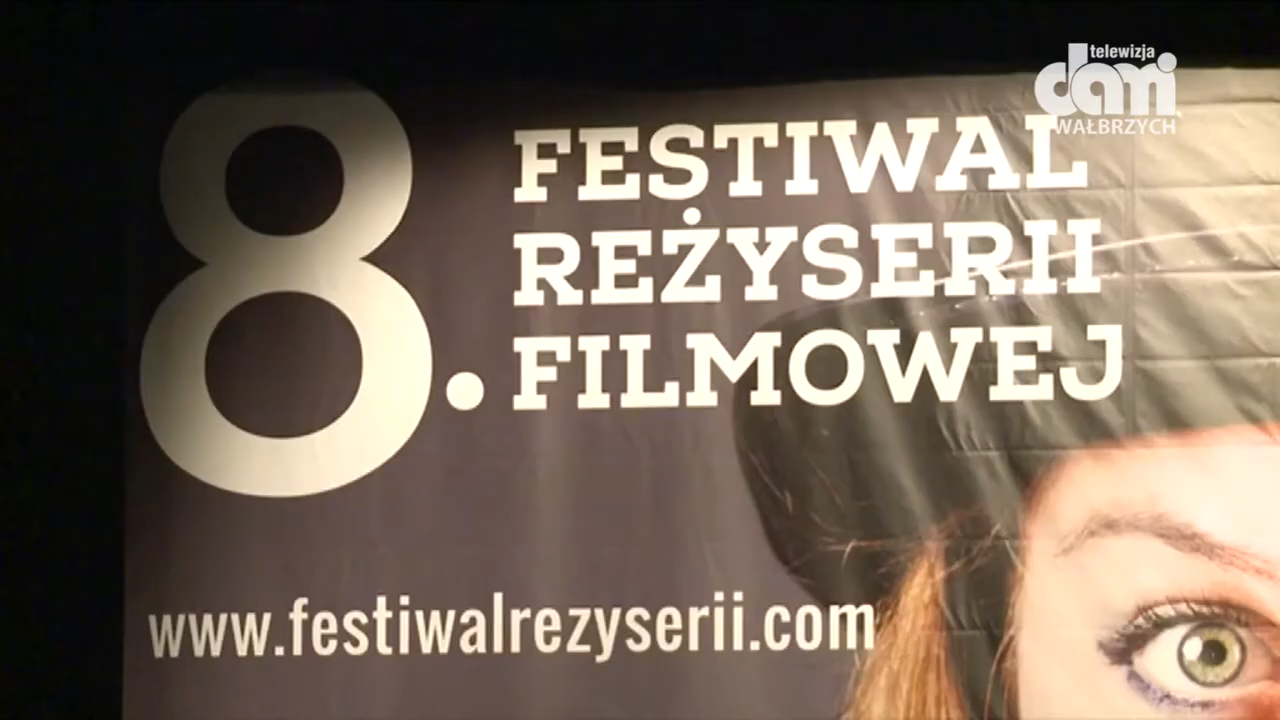 telewizja
dami
WAŁBRZYCH
8.
FESTIWAL
REŻYSERII
FILMOWEJ
www.festiwalrezyserii.com